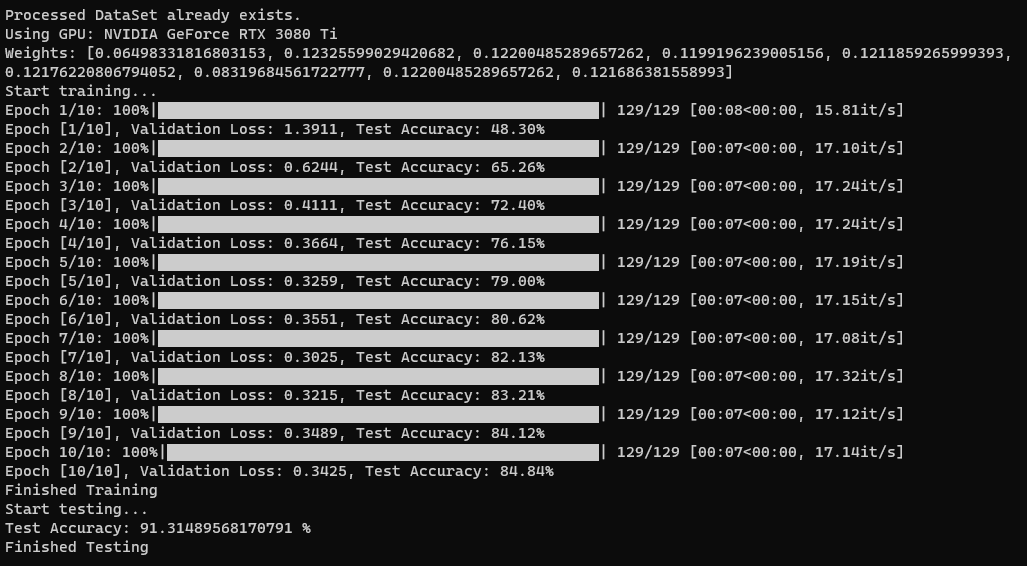 Processed DataSet already exists.
Using GPU: NVIDIA GeForce RTX 3080 Ti
Weights: [0.06498331816803153, 0.12325599029420682, 0.12200485289657262, 0.1199196239005156, 0.1211859265999393,
0.12176220806794052, 0.08319684561722777, 0.12200485289657262, 0.121686381558993]
Start training...
Epoch 1/10: 100%| | 129/129 [00:08<00:00, 15.81it/s]
Epoch [1/10], Validation Loss: 1.3911, Test Accuracy: 48.30%
Epoch 2/10: 100%| | 129/129 [00:07<00:00, 17.10it/s]
Epoch [2/10], Validation Loss: 0.6244, Test Accuracy: 65.26%
Epoch 3/10: 100%| | 129/129 [00:07<00:00, 17.24it/s]
Epoch [3/10], Validation Loss: 0.4111, Test Accuracy: 72.40%
Epoch 4/10: 100%| | 129/129 [00:07<00:00, 17.24it/s]
Epoch [4/10], Validation Loss: 0.3664, Test Accuracy: 76.15%
Epoch 5/10: 100%| | 129/129 [00:07<00:00, 17.19it/s]
Epoch [5/10], Validation Loss: 0.3259, Test Accuracy: 79.00%
Epoch 6/10: 100%| | 129/129 [00:07<00:00, 17.15it/s]
Epoch [6/10], Validation Loss: 0.3551, Test Accuracy: 80.62%
Epoch 7/10: 100%| | 129/129 [00:07<00:00, 17.08it/s]
Epoch [7/10], Validation Loss: 0.3025, Test Accuracy: 82.13%
Epoch 8/10: 100%| | 129/129 [00:07<00:00, 17.32it/s]
Epoch [8/10], Validation Loss: 0.3215, Test Accuracy: 83.21%
Epoch 9/10: 100%| | 129/129 [00:07<00:00, 17.12it/s]
Epoch [9/10], Validation Loss: 0.3489, Test Accuracy: 84.12%
Epoch 10/10: 100%| | 129/129 [00:07<00:00, 17.14it/s]
Epoch [10/10], Validation Loss: 0.3425, Test Accuracy: 84.84%
Finished Training
Start testing...
Test Accuracy: 91.31489568170791 %
Finished Testing